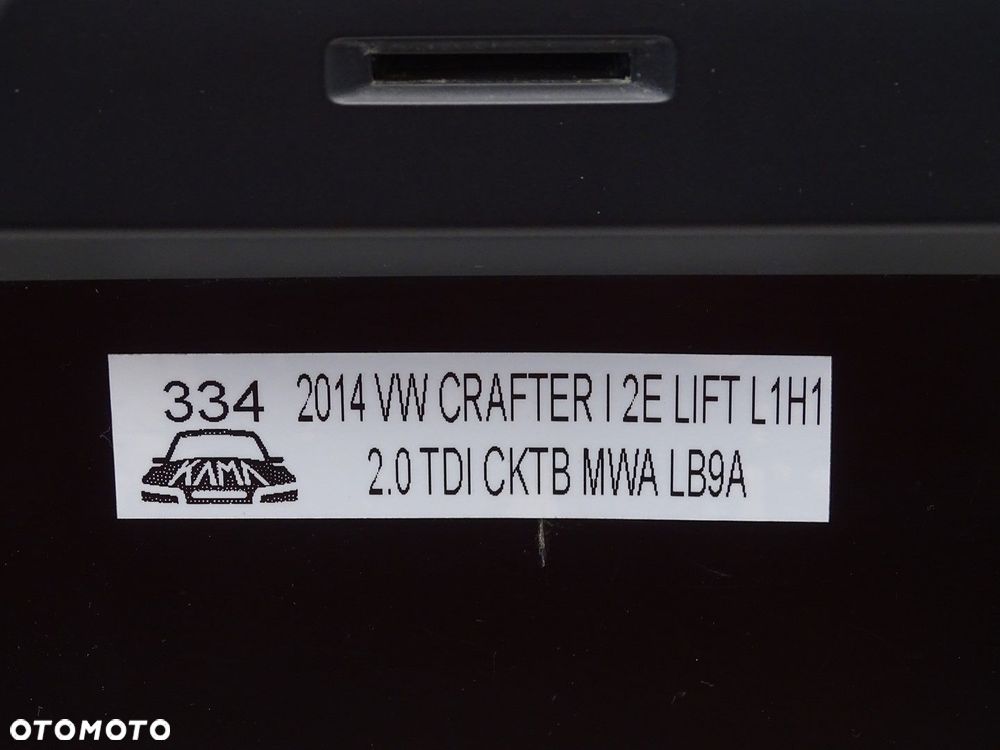 334 2014 VW CRAFTER I 2E LIFT L1H1
KAMA 2.0 TDI CKTB MWA LB9A
OTOMOTO